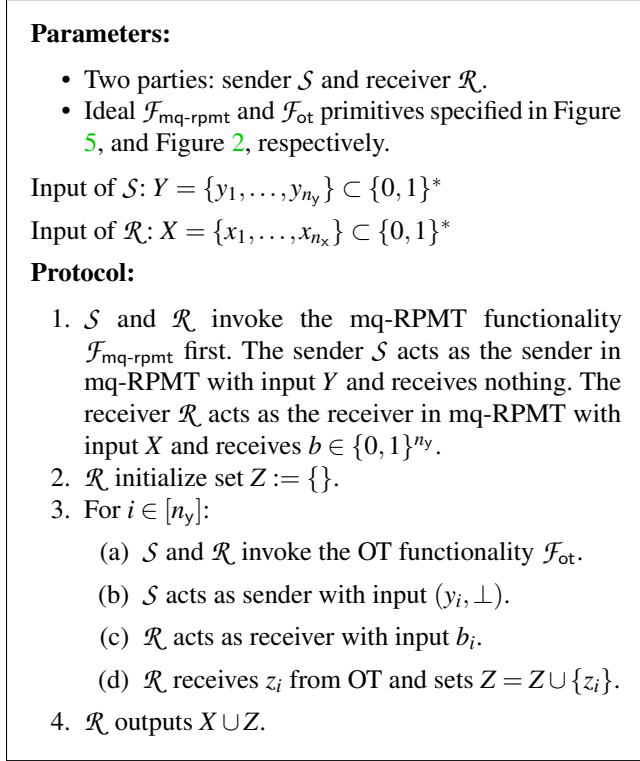 Parameters:
• Two parties: sender 𝒮 and receiver ℛ.
• Ideal ℱ_mq-rpmt and ℱ_ot primitives specified in Figure
5, and Figure 2, respectively.
Input of 𝒮: Y = {y_1,...,y_{n_y}} ⊂ {0,1}^*
Input of ℛ: X = {x_1,...,x_{n_x}} ⊂ {0,1}^*
Protocol:
1. 𝒮 and ℛ invoke the mq-RPMT functionality
ℱ_mq-rpmt first. The sender 𝒮 acts as the sender in
mq-RPMT with input Y and receives nothing. The
receiver ℛ acts as the receiver in mq-RPMT with
input X and receives b ∈ {0,1}^{n_y}.
2. ℛ initialize set Z := {}.
3. For i ∈ [n_y]:
(a) 𝒮 and ℛ invoke the OT functionality ℱ_ot.
(b) 𝒮 acts as sender with input (y_i,⊥).
(c) ℛ acts as receiver with input b_i.
(d) ℛ receives z_i from OT and sets Z = Z ∪ {z_i}.
4. ℛ outputs X ∪ Z.